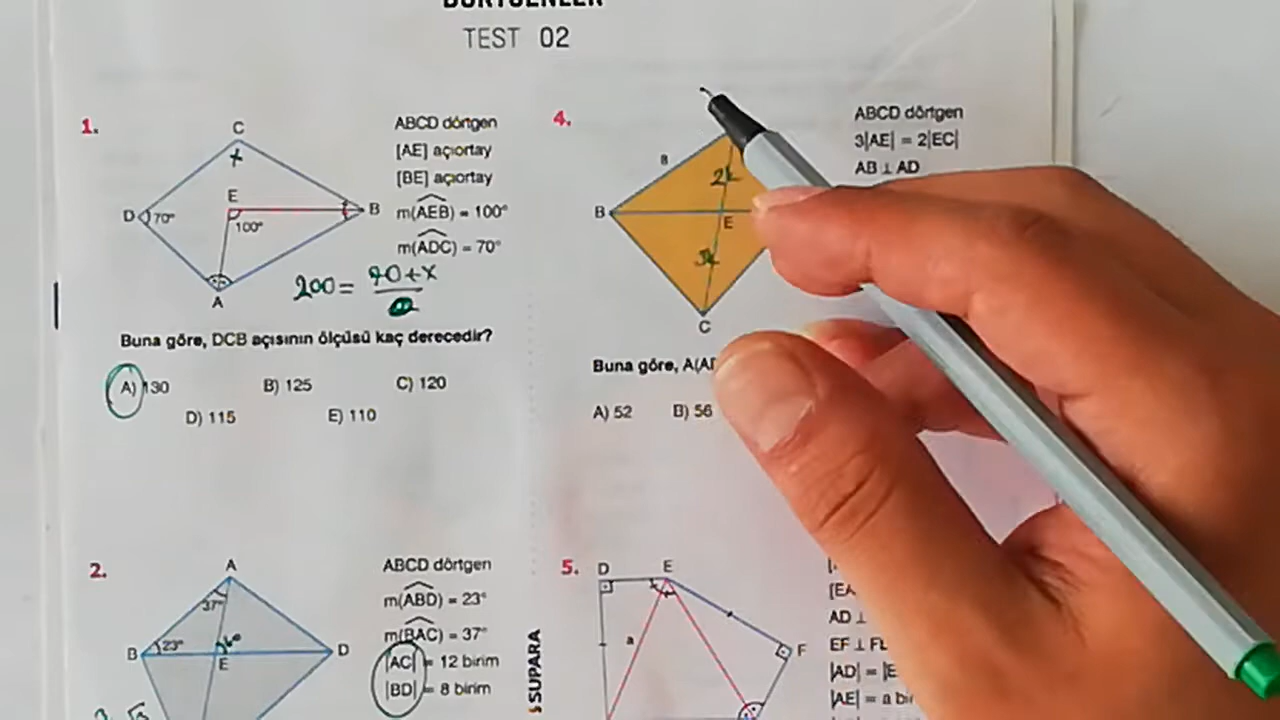 TEST 02
1.
C
x
E
D 70°
B
100°
A
ABCD dörtgen
[AE] açıortay
[BE] açıortay
m(AEB) = 100°
m(ADC) = 70°
200 = 70+x
2
Buna göre, DCB açısının ölçüsü kaç derecedir?
A) 130 B) 125 C) 120
D) 115 E) 110
2.
A
37°
B 23°
E
D
ABCD dörtgen
m(ABD) = 23°
m(BAC) = 37°
|AC| = 12 birim
|BD| = 8 birim
SUPARA
4.
8
2k
B
E
3k
C
ABCD dörtgen
3|AE| = 2|EC|
AB ⊥ AD
Buna göre,
A) 52 B) 56
5.
D E
a
F
AD ⊥
EF ⊥
|AE| = a